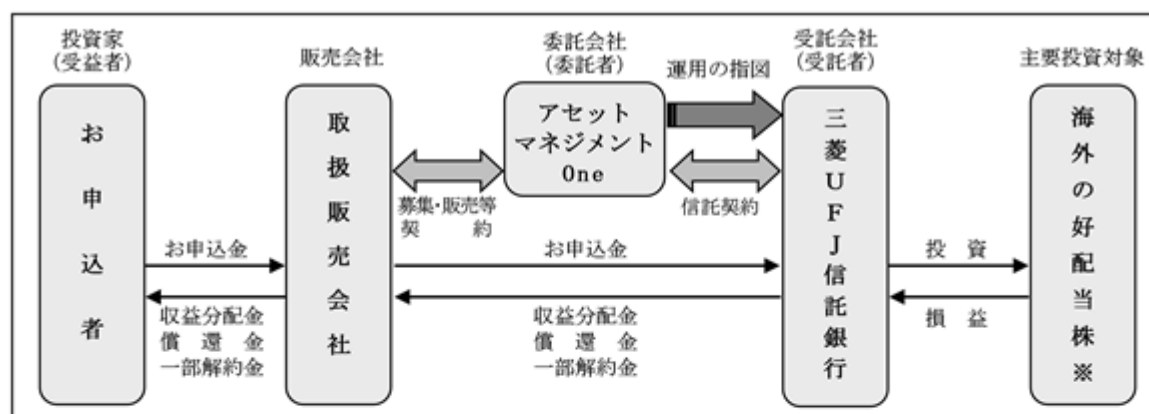 投資家
(受益者)
お申込者
販売会社
取扱販売会社
委託会社
(委託者)
アセット
マネジメント
One
運用の指図
募集・販売等
契　　　約
信託契約
受託会社
(受託者)
三菱UFJ信託銀行
主要投資対象
海外の好配当株※
お申込金
収益分配金
償　還　金
一部解約金
お申込金
収益分配金
償　還　金
一部解約金
投　資
損　益